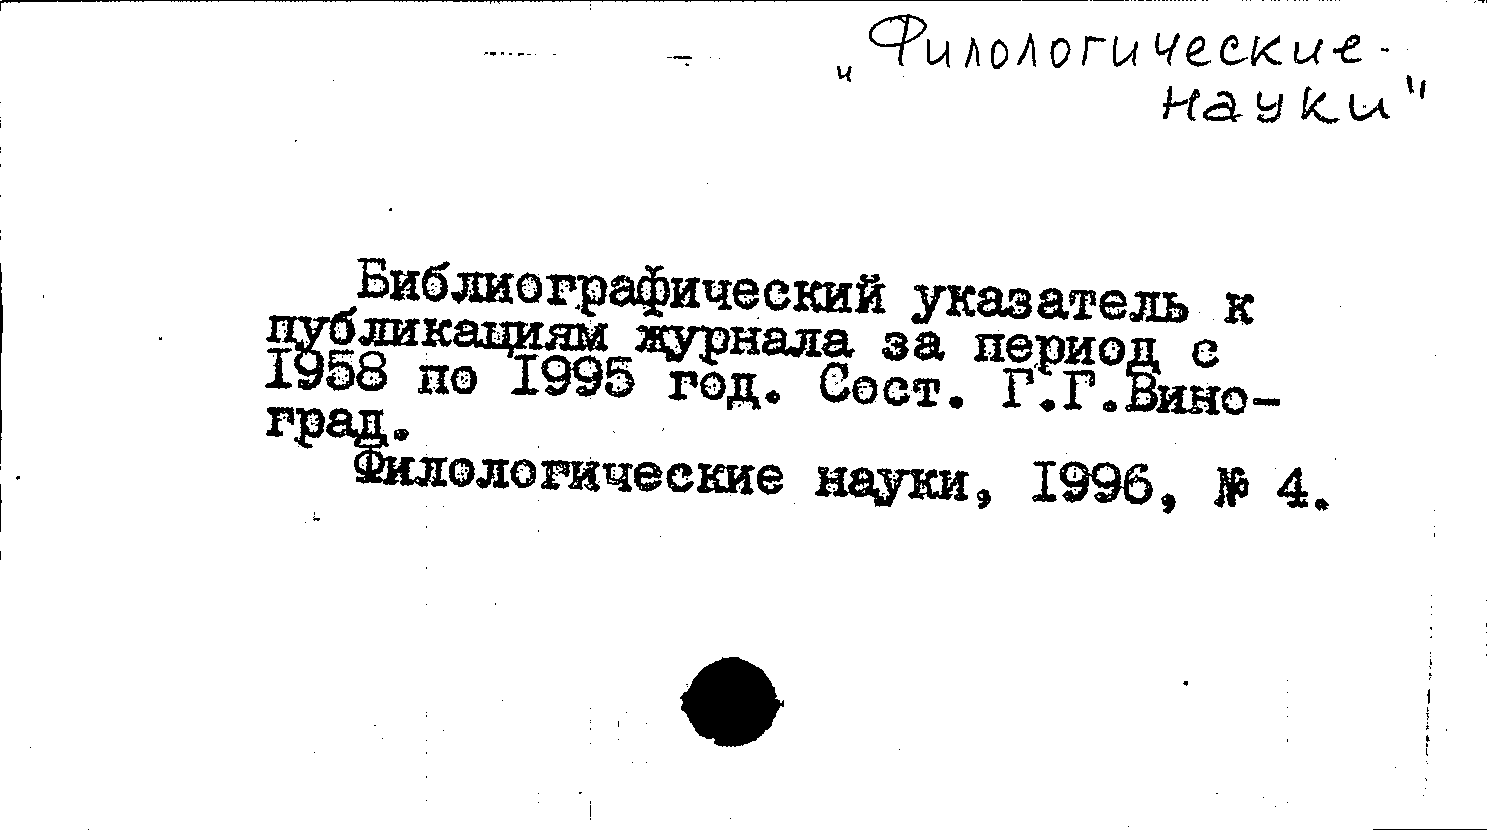 „Филологические
науки"
Библиографический указатель к
публикациям журнала за период с
1958 по 1995 год. Сост. Г.Г.Вино-
град.
Филологические науки, 1996, № 4.